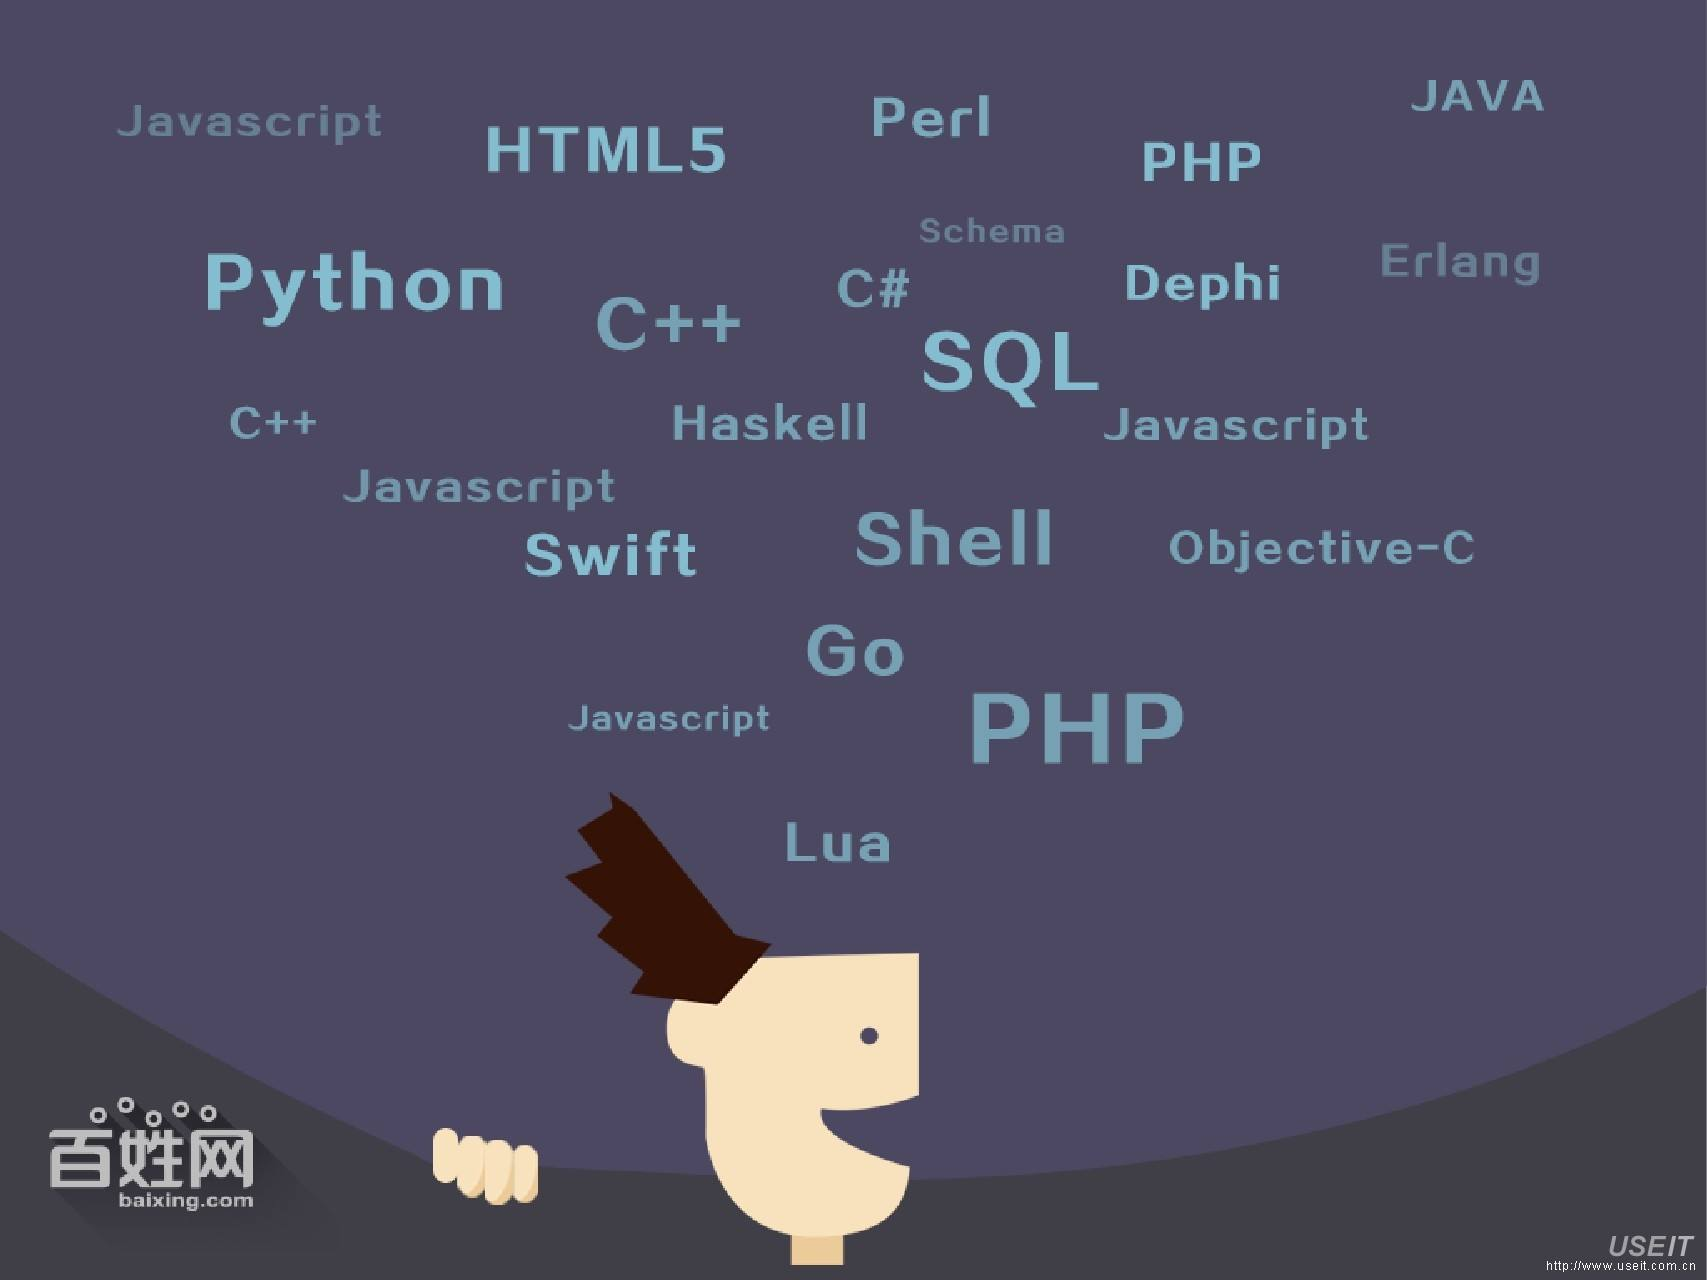 JAVA
Javascript
Perl
HTML5
PHP
Schema
Erlang
Python
C#
Dephi
C++
SQL
C++
Haskell
Javascript
Javascript
Swift
Shell
Objective-C
Go
Javascript
PHP
Lua
百姓网
baixing.com
USEIT
http://www.useit.com.cn